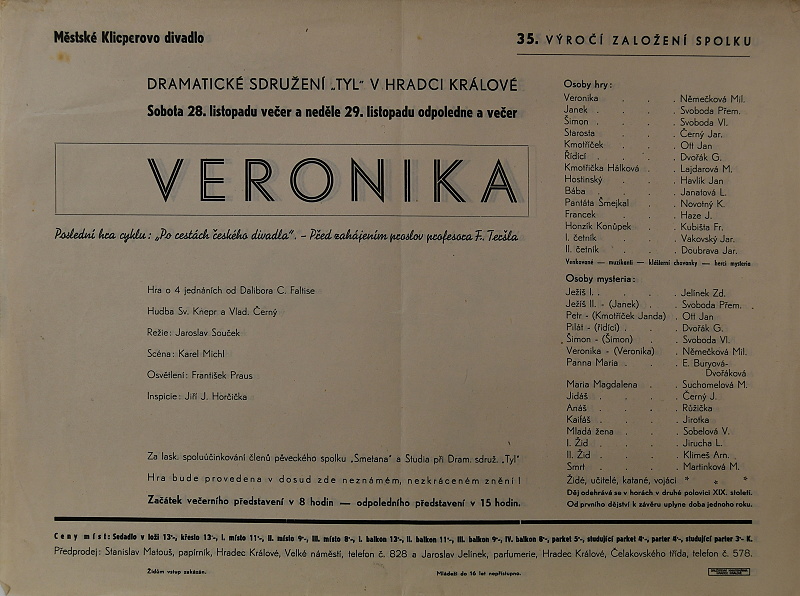 Městské Klicperovo divadlo
35. VÝROČÍ ZALOŽENÍ SPOLKU
DRAMATICKÉ SDRUŽENÍ „TYL" V HRADCI KRÁLOVÉ
Sobota 28. listopadu večer a neděle 29. listopadu odpoledne a večer
VERONIKA
Poslední hra cyklu: „Po cestách českého divadla". – Před zahájením proslov profesora F. Teršla
Hra o 4 jednáních od Dalibora C. Faltise
Hudba Sv. Knepr a Vlad. Černý
Režie: Jaroslav Souček
Scéna: Karel Michl
Osvětlení: František Praus
Inspicie: Jiří J. Horčička
Za lask. spoluúčinkování členů pěveckého spolku „Smetana" a Studia při Dram. sdruž. „Tyl"
Hra bude provedena v dosud zde neznámém, nezkráceném znění!
Začátek večerního představení v 8 hodin — odpoledního představení v 15 hodin.
Osoby hry:
Veronika . . . Němečková Mil.
Janek . . . . Svoboda Přem.
Šimon . . . . Svoboda Vl.
Starosta . . . Černý Jar.
Kmotříček . . . Ott Jan
Řídící . . . . Dvořák G.
Kmotřička Hálková . . Lajdarová M.
Hostinský . . . Havlík Jan
Bába . . . . Janatová L.
Pantáta Šmejkal . . Novotný K.
Francek . . . Haze J.
Honzík Konůpek . . Kubišta Fr.
I. četník . . . Vakovský Jar.
II. četník . . . Doubrava Jar.
Venkované — muzikanti — klášterní chovanky — herci mysteria
Osoby mysteria:
Ježíš I. . . . . Jelínek Zd.
Ježíš II. - (Janek) . . Svoboda Přem.
Petr - (Kmotříček Janda) . Ott Jan
Pilát - (řídící) . . . Dvořák G.
Šimon - (Šimon) . . Svoboda Vl.
Veronika - (Veronika) . Němečková Mil.
Panna Maria . . . E. Buryová-
Dvořáková
Maria Magdalena . . Suchomelová M.
Jidáš . . . . Černý J.
Anáš . . . . Růžička
Kaifáš . . . . Jirotka
Mladá žena . . . Sobelová V.
I. Žid . . . . Jirucha L.
II. Žid . . . . Klimeš Arn.
Smrt . . . . Martinková M.
Židé, učitelé, katané, vojáci * * *
Děj odehrává se v horách v druhé polovici XIX. století.
Od prvního dějství k závěru uplyne doba jednoho roku.
Ceny míst: Sedadlo v loži 13·-, křeslo 13·-, I. místo 11·-, II. místo 9·-, III. místo 8·-, I. balkon 13·-, II. balkon 11·-, III. balkon 9·-, IV. balkon 8·-, parket 5·-, studující parket 4·-, parter 4·-, studující parter 3·- K.
Předprodej: Stanislav Matouš, papírník, Hradec Králové, Velké náměstí, telefon č. 828 a Jaroslav Jelínek, parfumerie, Hradec Králové, Čelakovského třída, telefon č. 578.
Židům vstup zakázán.
Mládeži do 16 let nepřístupno.